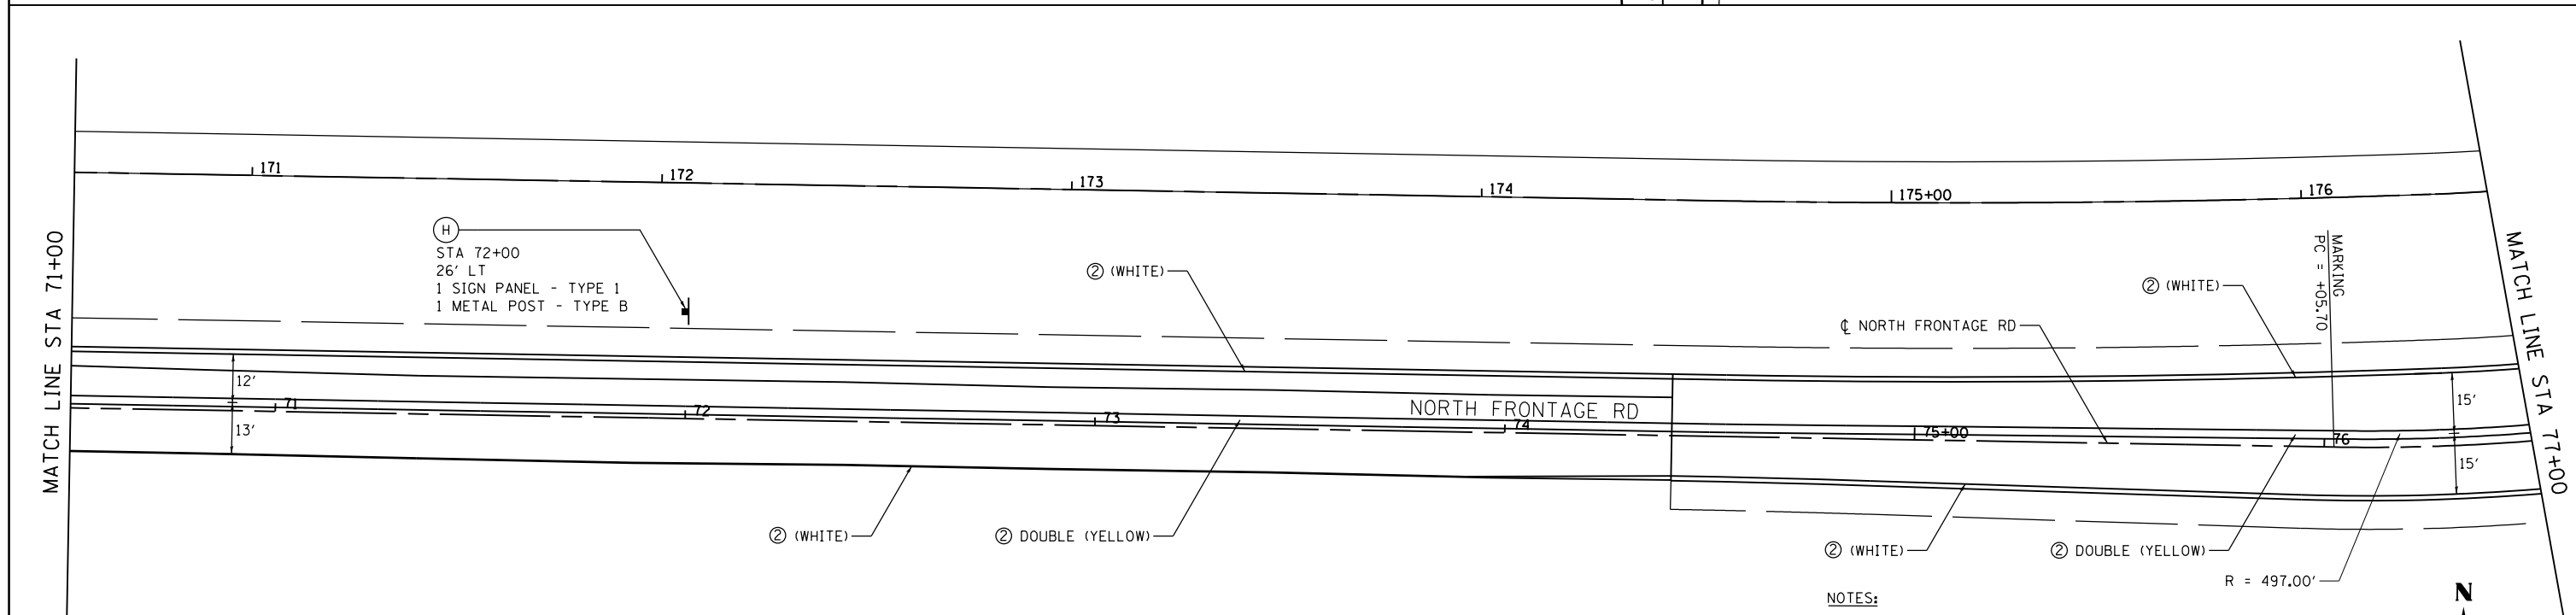 MATCH LINE STA 71+00
171
172
173
174
175+00
176
H
STA 72+00
26' LT
1 SIGN PANEL - TYPE 1
1 METAL POST - TYPE B
② (WHITE)
② (WHITE)
MARKING
PC = +05.70
℄ NORTH FRONTAGE RD
MATCH LINE STA 77+00
12'
13'
71
72
73
NORTH FRONTAGE RD
74
75+00
76
15'
15'
② (WHITE)
② DOUBLE (YELLOW)
② (WHITE)
② DOUBLE (YELLOW)
R = 497.00'
NOTES:
N